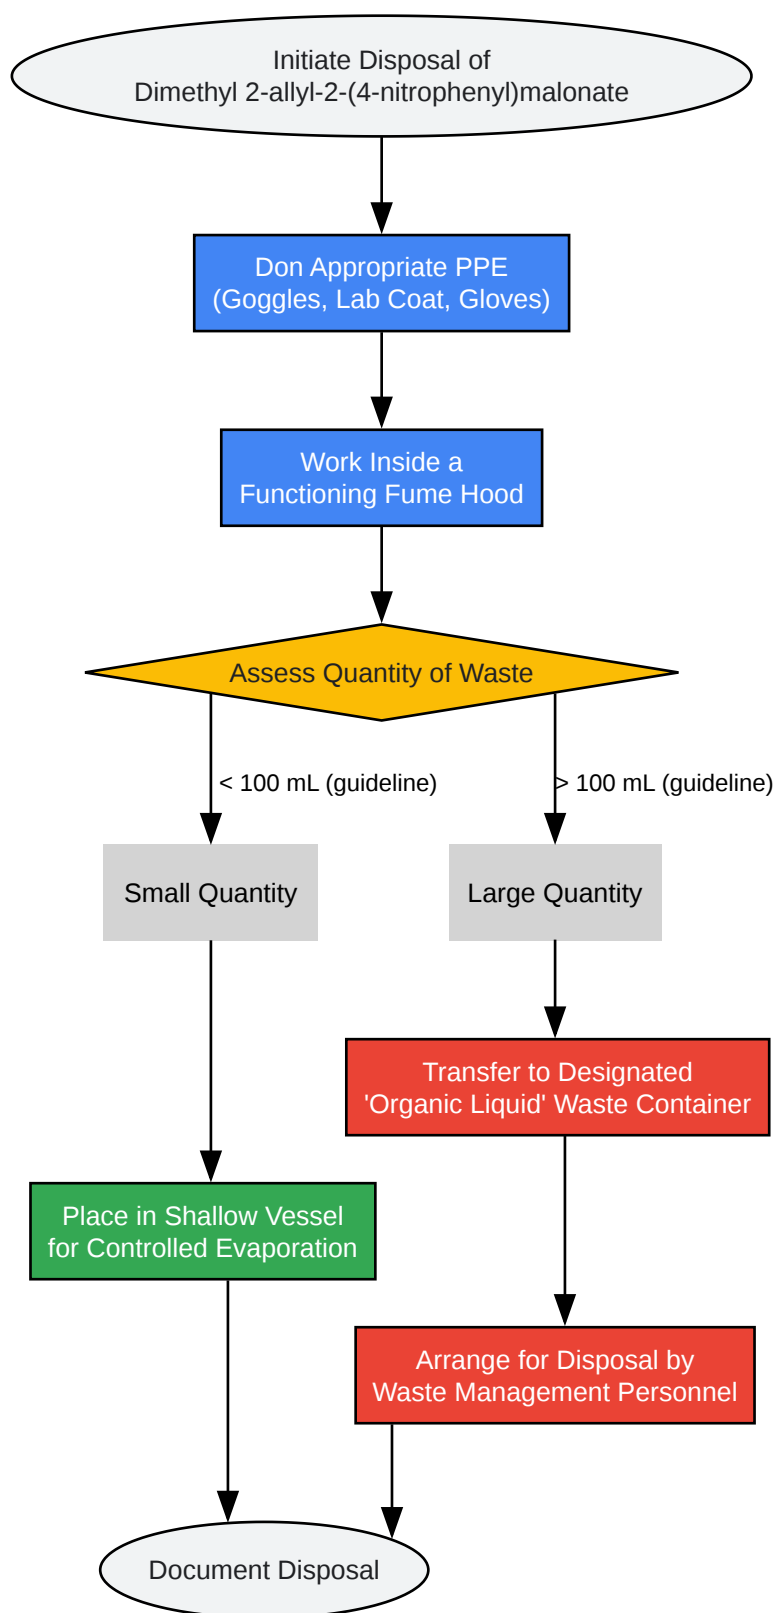 Initiate Disposal of
Dimethyl 2-allyl-2-(4-nitrophenyl)malonate
Don Appropriate PPE
(Goggles, Lab Coat, Gloves)
Work Inside a
Functioning Fume Hood
Assess Quantity of Waste
< 100 mL (guideline)
> 100 mL (guideline)
Small Quantity
Large Quantity
Transfer to Designated
'Organic Liquid' Waste Container
Place in Shallow Vessel
for Controlled Evaporation
Arrange for Disposal by
Waste Management Personnel
Document Disposal